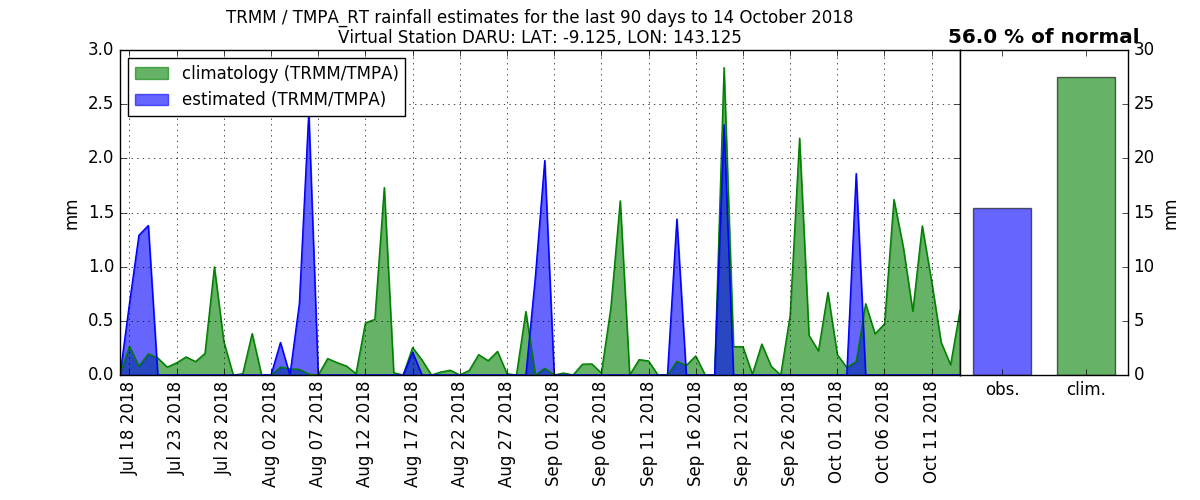 TRMM / TMPA_RT rainfall estimates for the last 90 days to 14 October 2018
Virtual Station DARU: LAT: -9.125, LON: 143.125
56.0 % of normal
climatology (TRMM/TMPA)
estimated (TRMM/TMPA)
3.0
2.5
2.0
1.5
1.0
0.5
0.0
mm
30
25
20
15
10
5
0
mm
Jul 18 2018
Jul 23 2018
Jul 28 2018
Aug 02 2018
Aug 07 2018
Aug 12 2018
Aug 17 2018
Aug 22 2018
Aug 27 2018
Sep 01 2018
Sep 06 2018
Sep 11 2018
Sep 16 2018
Sep 21 2018
Sep 26 2018
Oct 01 2018
Oct 06 2018
Oct 11 2018
obs.
clim.